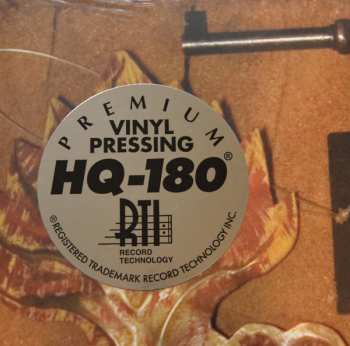 PREMIUM
VINYL
PRESSING
HQ-180®
RTI
RECORD
TECHNOLOGY
®REGISTERED TRADEMARK RECORD TECHNOLOGY INC.